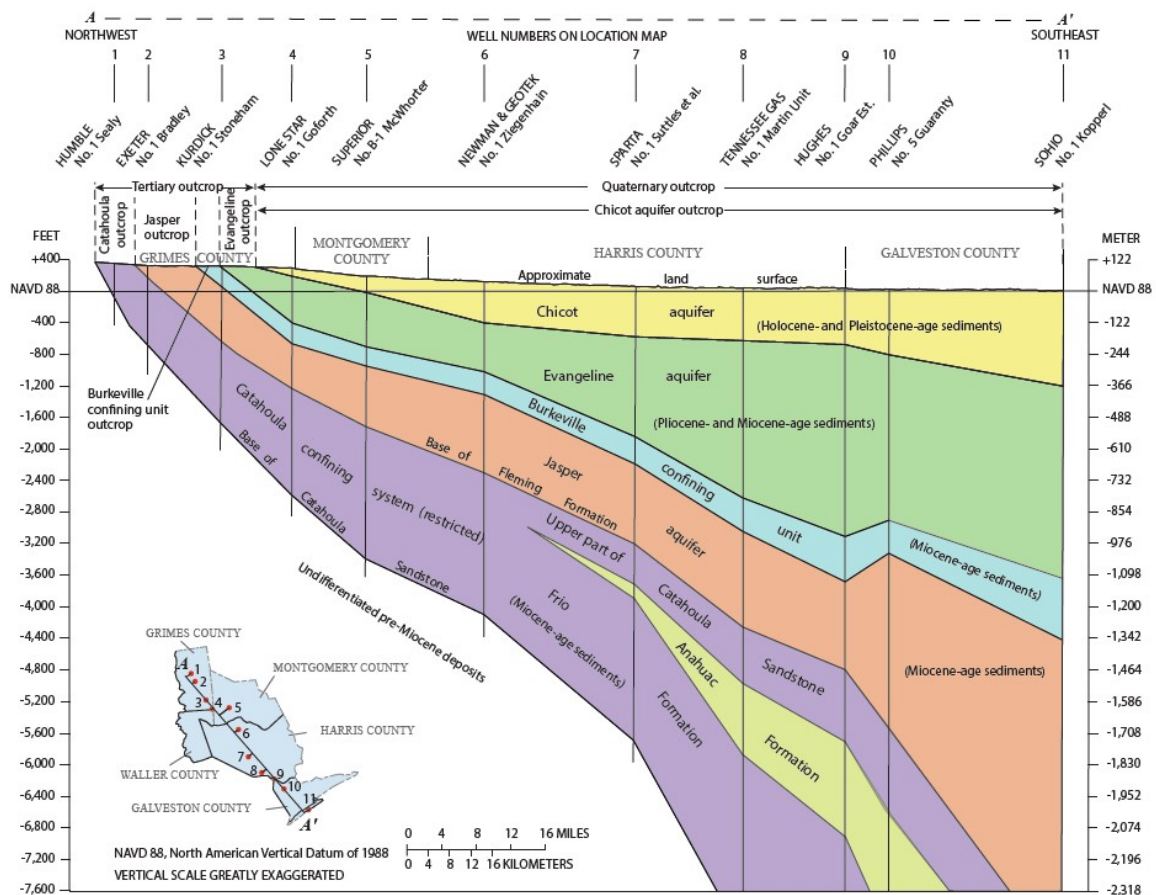 A A'
NORTHWEST WELL NUMBERS ON LOCATION MAP SOUTHEAST
1 2 3 4 5 6 7 8 9 10 11
HUMBLE
No. 1 Sealy
EXETER
No. 1 Bradley
KURDICK
No. 1 Stoneham
LONE STAR
No. 1 Goforth
SUPERIOR
No. B-1 McWhorter
NEWMAN & GEOTEK
No. 1 Ziegenhain
SPARTA
No. 1 Suttles et al.
TENNESSEE GAS
No. 1 Martin Unit
HUGHES
No. 1 Goar Est.
PHILLIPS
No. 5 Guaranty
SOHIO
No. 1 Kopperl
Tertiary outcrop
Quaternary outcrop
Chicot aquifer outcrop
Catahoula
outcrop
Jasper
outcrop
Evangeline
outcrop
GRIMES COUNTY
MONTGOMERY
COUNTY
HARRIS COUNTY
GALVESTON COUNTY
FEET
+400
NAVD 88
-400
-800
-1,200
-1,600
-2,000
-2,400
-2,800
-3,200
-3,600
-4,000
-4,400
-4,800
-5,200
-5,600
-6,000
-6,400
-6,800
-7,200
-7,600
METER
+122
NAVD 88
-122
-244
-366
-488
-610
-732
-854
-976
-1,098
-1,200
-1,342
-1,464
-1,586
-1,708
-1,830
-1,952
-2,074
-2,196
-2,318
Approximate land surface
Chicot aquifer
(Holocene- and Pleistocene-age sediments)
Evangeline aquifer
(Pliocene- and Miocene-age sediments)
Burkeville
confining unit
outcrop
Burkeville confining unit
(Miocene-age sediments)
Jasper aquifer
(Miocene-age sediments)
Base of Fleming Formation
Catahoula confining system (restricted)
Base of Catahoula Sandstone
Upper part of Catahoula Sandstone
Anahuac Formation
Frio Formation
(Miocene-age sediments)
Undifferentiated pre-Miocene deposits
GRIMES COUNTY
MONTGOMERY COUNTY
HARRIS COUNTY
WALLER COUNTY
GALVESTON COUNTY
A
1
2
3 4 5
6
7
8 9
10
11
A'
0 4 8 12 16 MILES
0 4 8 12 16 KILOMETERS
NAVD 88, North American Vertical Datum of 1988
VERTICAL SCALE GREATLY EXAGGERATED